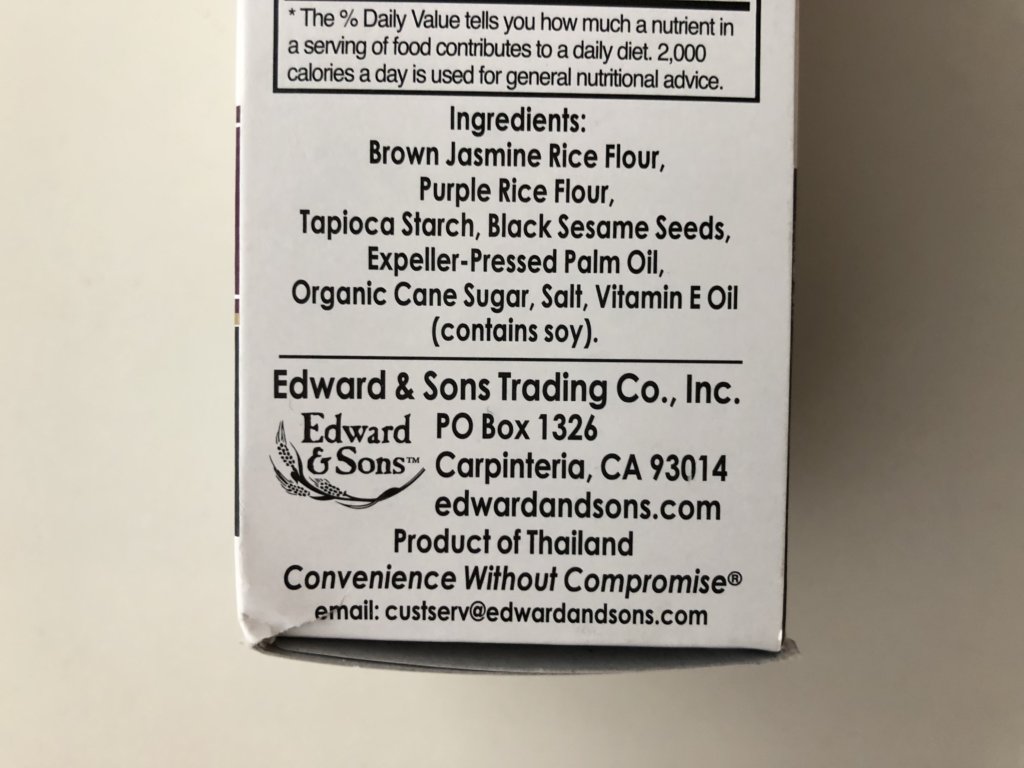 * The % Daily Value tells you how much a nutrient in
a serving of food contributes to a daily diet. 2,000
calories a day is used for general nutritional advice.
Ingredients:
Brown Jasmine Rice Flour,
Purple Rice Flour,
Tapioca Starch, Black Sesame Seeds,
Expeller-Pressed Palm Oil,
Organic Cane Sugar, Salt, Vitamin E Oil
(contains soy).
Edward & Sons Trading Co., Inc.
Edward
& Sons™
PO Box 1326
Carpinteria, CA 93014
edwardandsons.com
Product of Thailand
Convenience Without Compromise®
email: custserv@edwardandsons.com